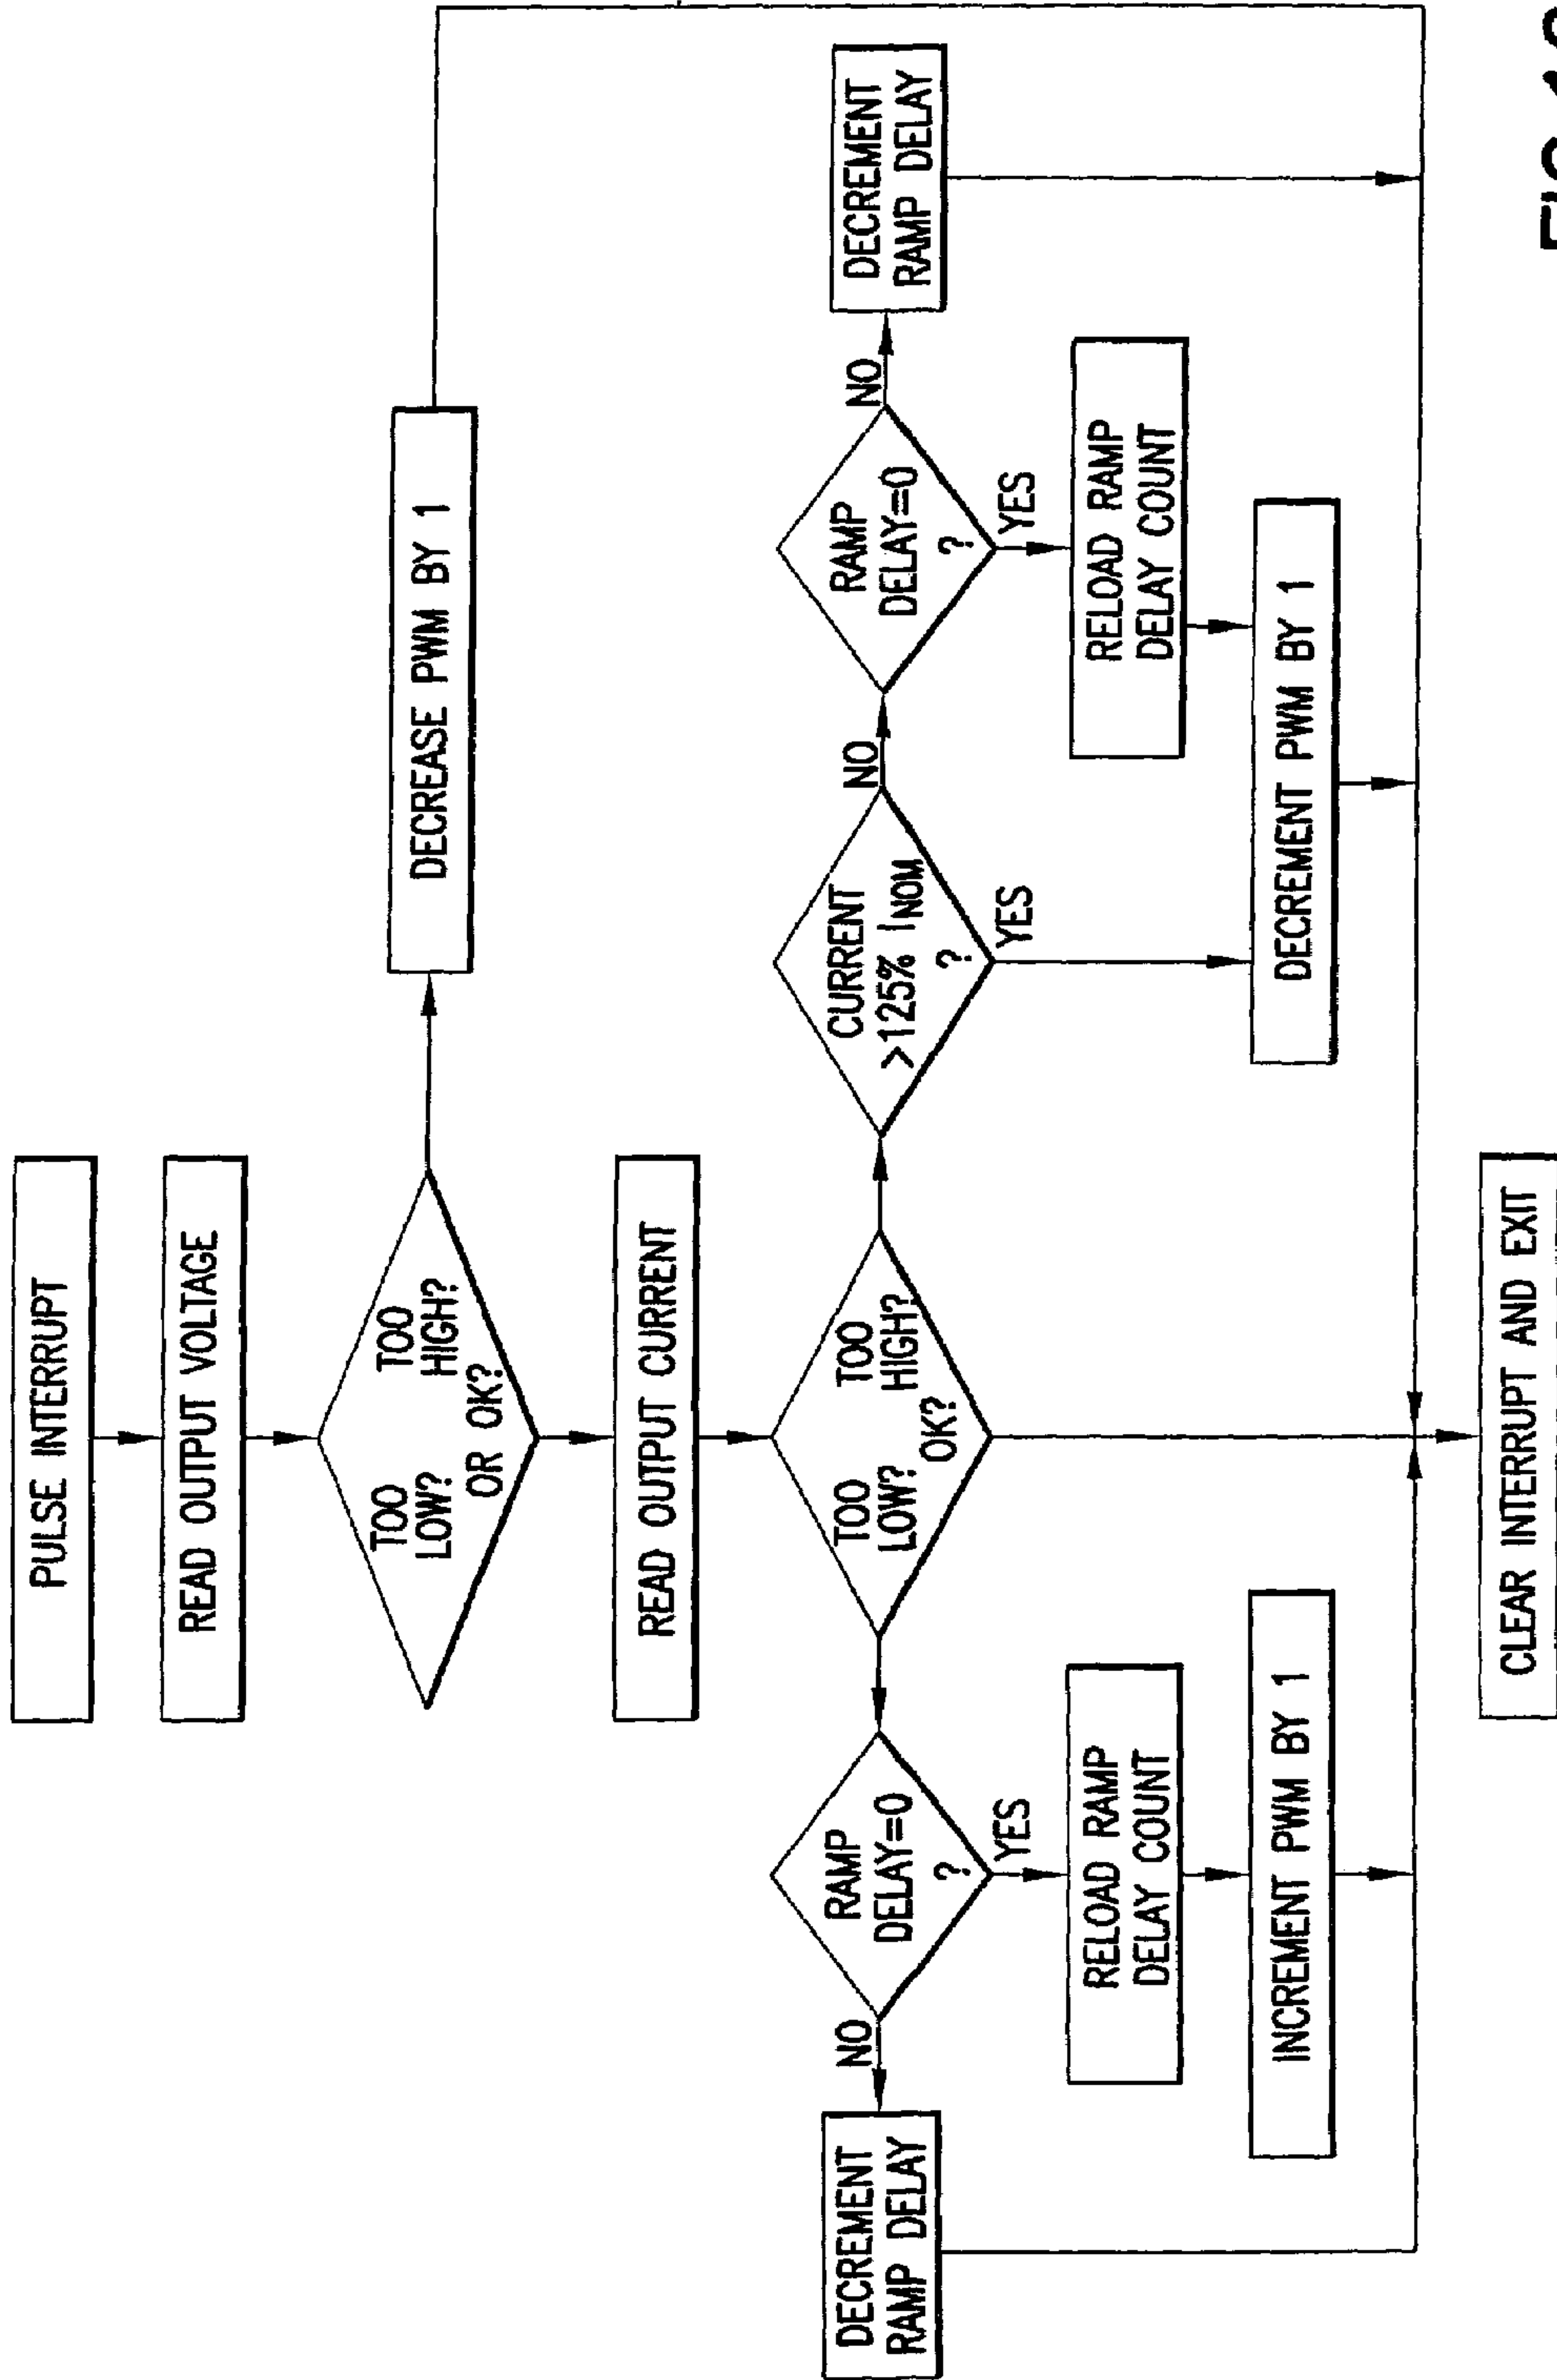 PULSE INTERRUPT
READ OUTPUT VOLTAGE
TOO
LOW?
TOO
HIGH?
OR OK?
DECREASE PWM BY 1
READ OUTPUT CURRENT
TOO
LOW?
TOO
HIGH?
OK?
DECREMENT
RAMP DELAY
NO
RAMP
DELAY=0
?
YES
RELOAD RAMP
DELAY COUNT
INCREMENT PWM BY 1
CURRENT
>125% INOM
?
YES
NO
RAMP
DELAY=0
?
NO
DECREMENT
RAMP DELAY
YES
RELOAD RAMP
DELAY COUNT
DECREMENT PWM BY 1
CLEAR INTERRUPT AND EXIT